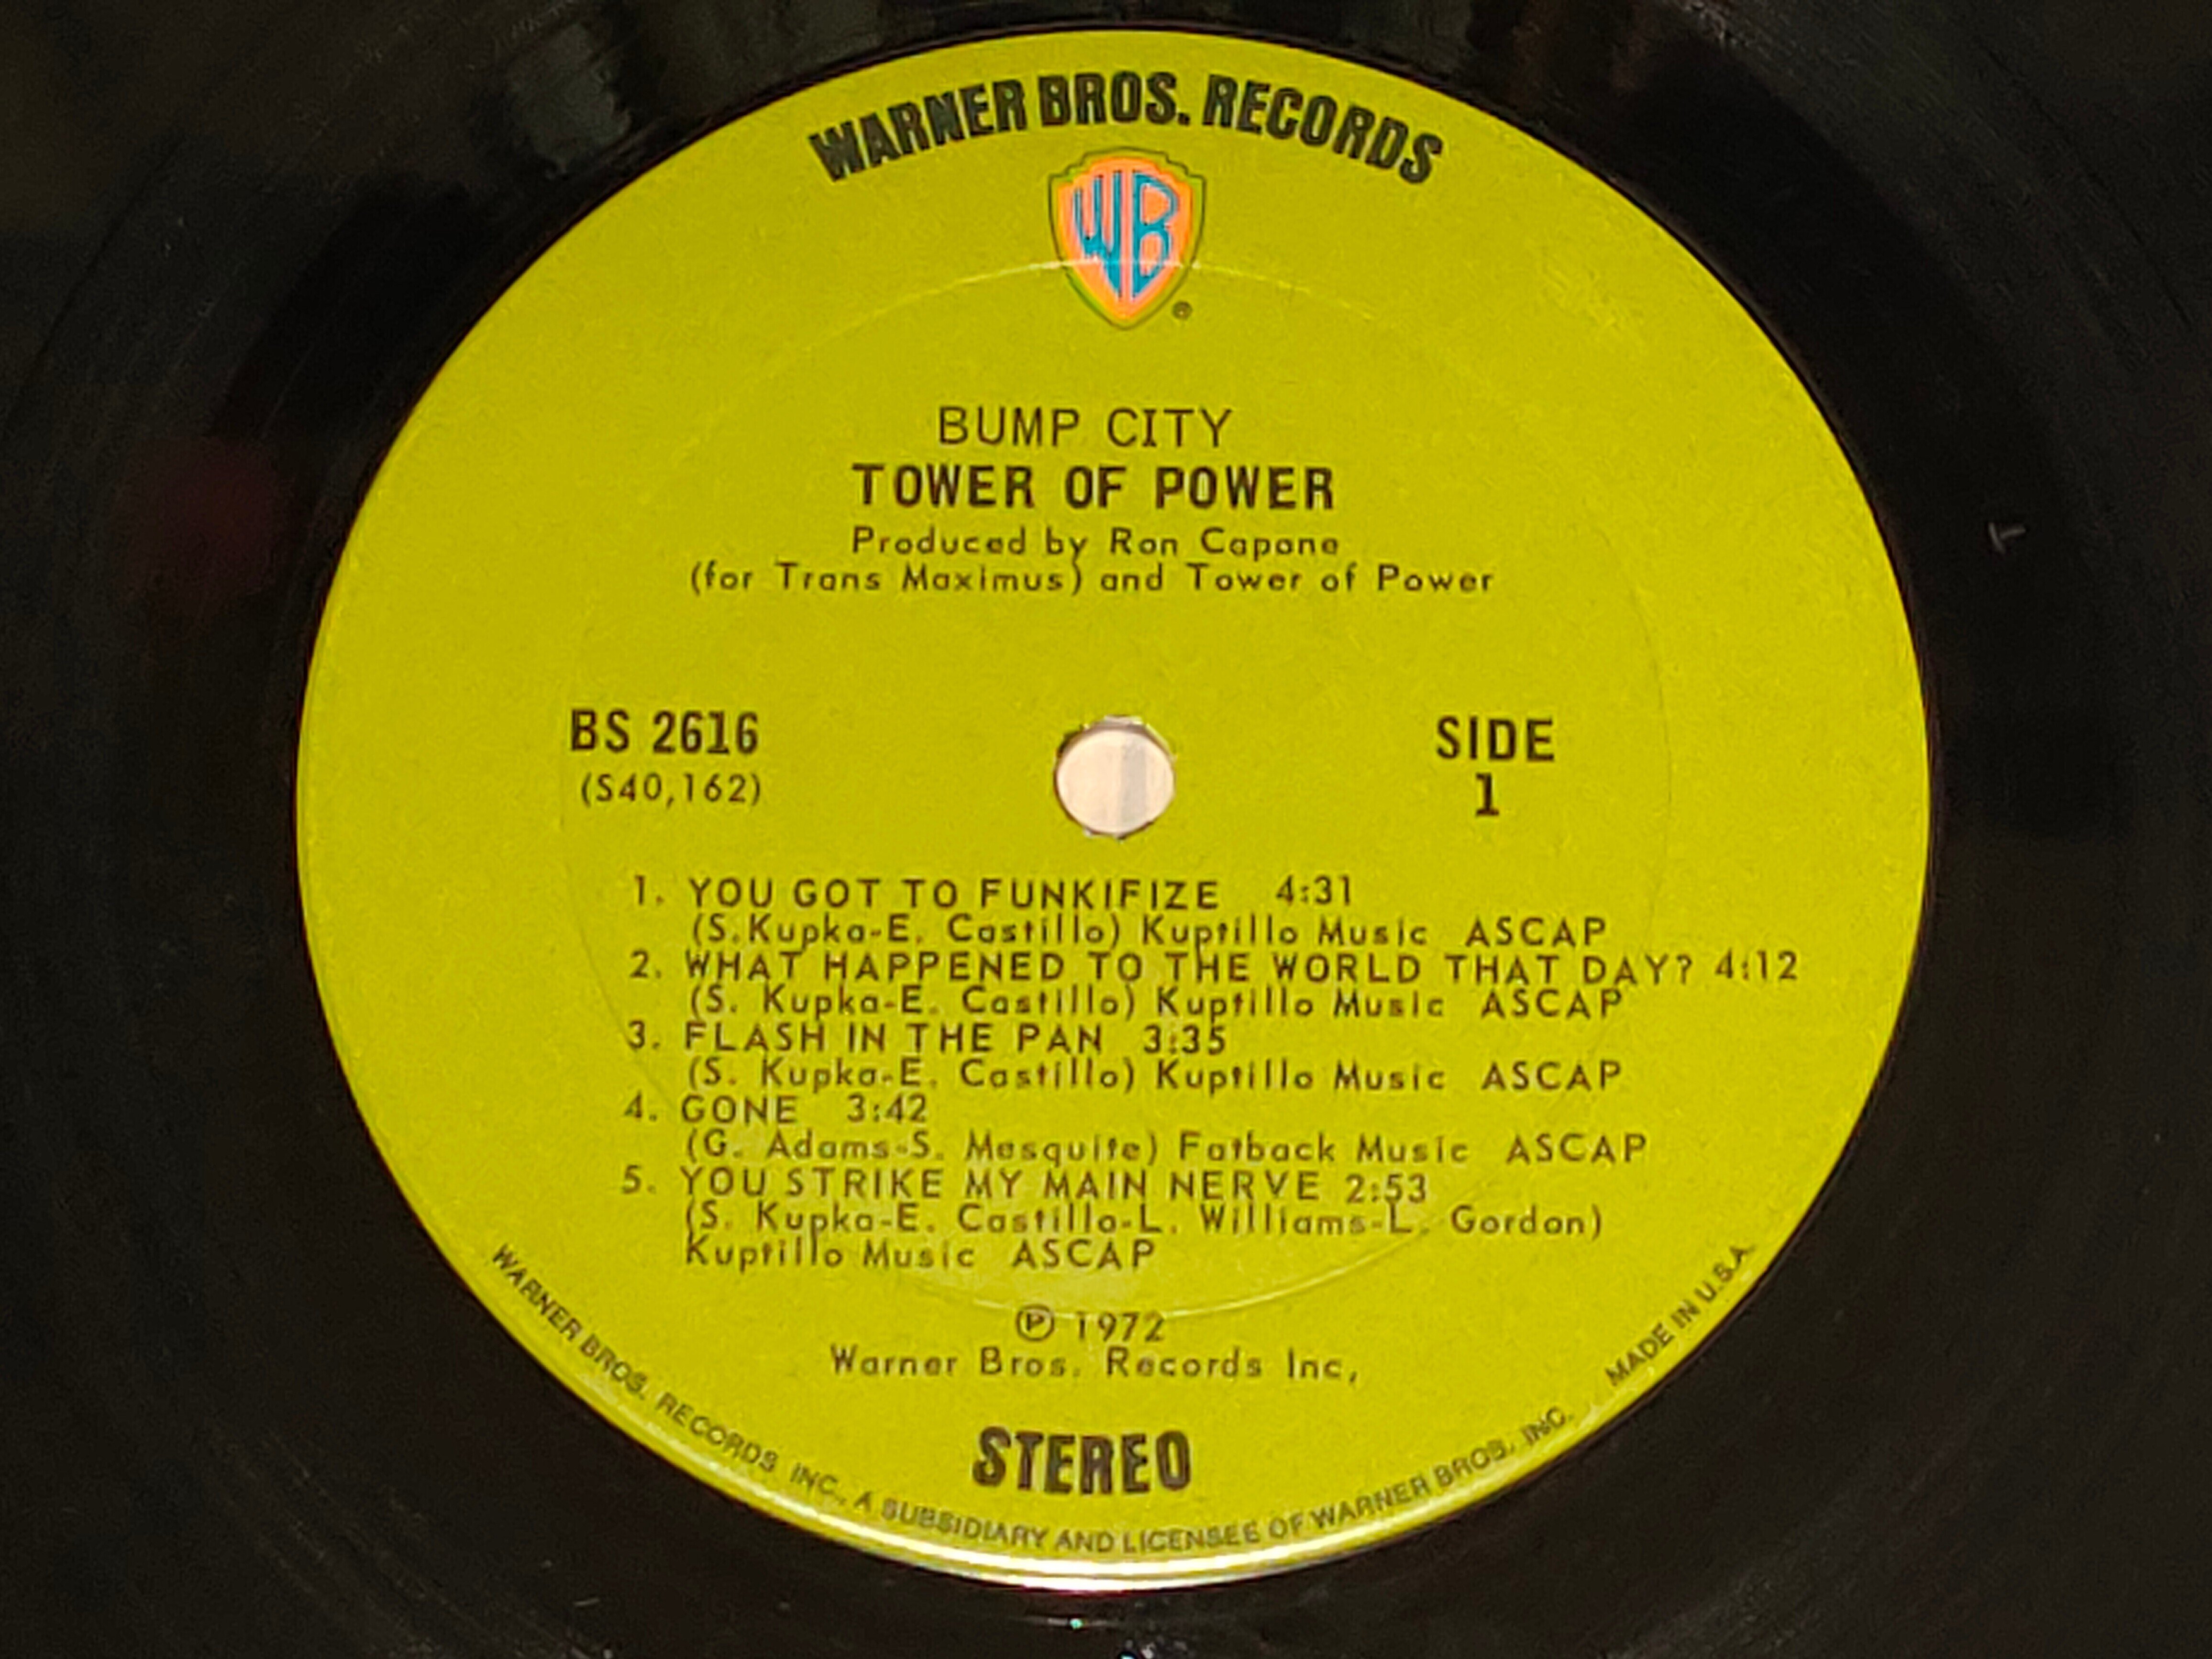 WARNER BROS. RECORDS
WB
®
BUMP CITY
TOWER OF POWER
Produced by Ron Capone
(for Trans Maximus) and Tower of Power
BS 2616
(S40,162)
SIDE
1
1. YOU GOT TO FUNKIFIZE 4:31
(S.Kupka-E. Castillo) Kuptillo Music ASCAP
2. WHAT HAPPENED TO THE WORLD THAT DAY? 4:12
(S. Kupka-E. Castillo) Kuptillo Music ASCAP
3. FLASH IN THE PAN 3:35
(S. Kupka-E. Castillo) Kuptillo Music ASCAP
4. GONE 3:42
(G. Adams-S. Mesquite) Fatback Music ASCAP
5. YOU STRIKE MY MAIN NERVE 2:53
(S. Kupka-E. Castillo-L. Williams-L. Gordon)
Kuptillo Music ASCAP
℗ 1972
Warner Bros. Records Inc,
STEREO
WARNER BROS. RECORDS INC., A SUBSIDIARY AND LICENSEE OF WARNER BROS. INC. MADE IN U.S.A.